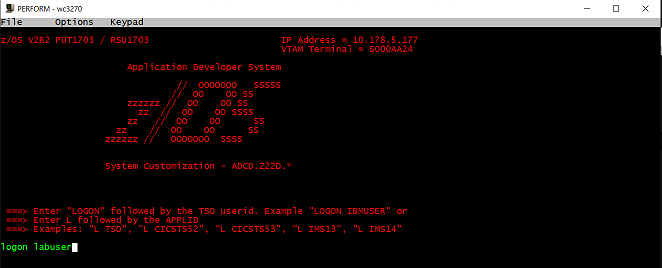 PERFORM - wc3270
File Options Keypad
z/OS V2R2 PUT1703 / RSU1703 IP Address = 10.178.5.177
VTAM Terminal = S000AA24
Application Developer System
// OOOOOOO SSSSS
// OO OO SS
zzzzzz // OO OO SS
zz // OO OO SSSS
zz // OO OO SS
zz // OO OO SS
zzzzzz // OOOOOOO SSSS
System Customization - ADCD.Z22D.*
===> Enter "LOGON" followed by the TSO userid. Example "LOGON IBMUSER" or
===> Enter L followed by the APPLID
===> Examples: "L TSO", "L CICSTS52", "L CICSTS53", "L IMS13", "L IMS14"
logon labuser